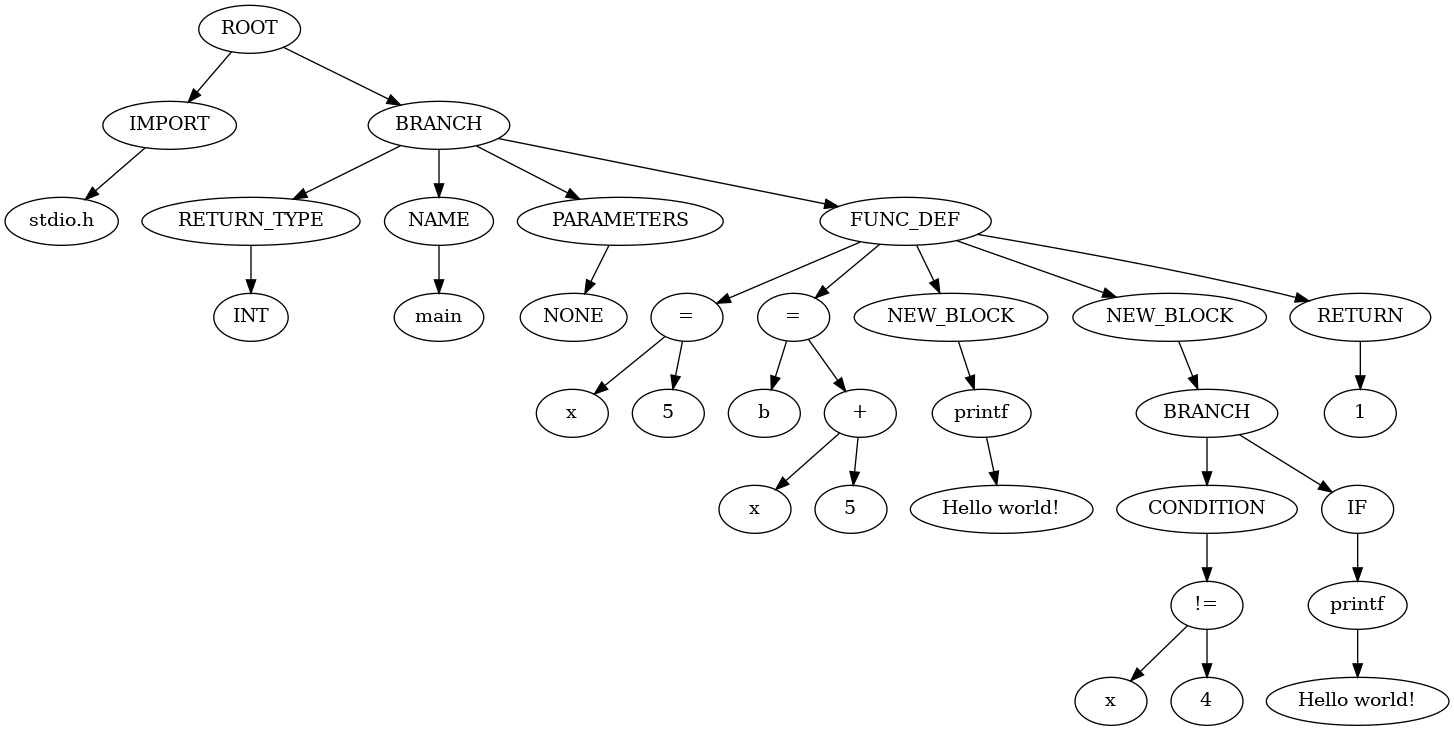 ROOT
IMPORT
BRANCH
stdio.h
RETURN_TYPE
NAME
PARAMETERS
FUNC_DEF
INT
main
NONE
=
=
NEW_BLOCK
NEW_BLOCK
RETURN
x
5
b
+
printf
BRANCH
1
x
5
Hello world!
CONDITION
IF
!=
printf
x
4
Hello world!